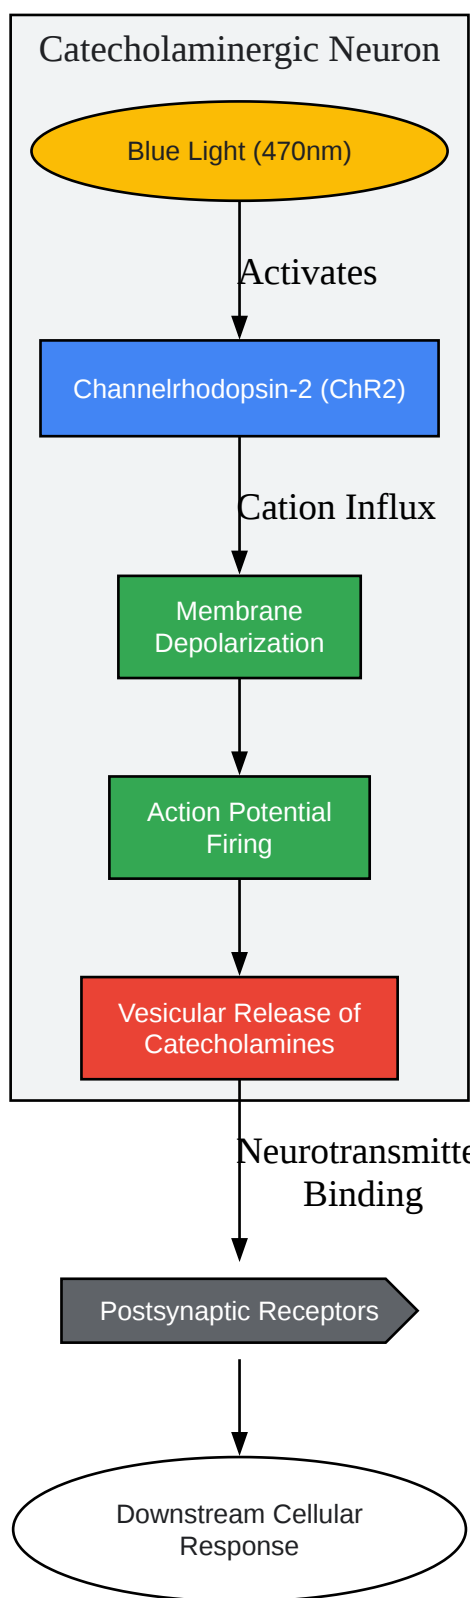 Catecholaminergic Neuron
Blue Light (470nm)
Activates
Channelrhodopsin-2 (ChR2)
Cation Influx
Membrane
Depolarization
Action Potential
Firing
Vesicular Release of
Catecholamines
Neurotransmitte
Binding
Postsynaptic Receptors
Downstream Cellular
Response